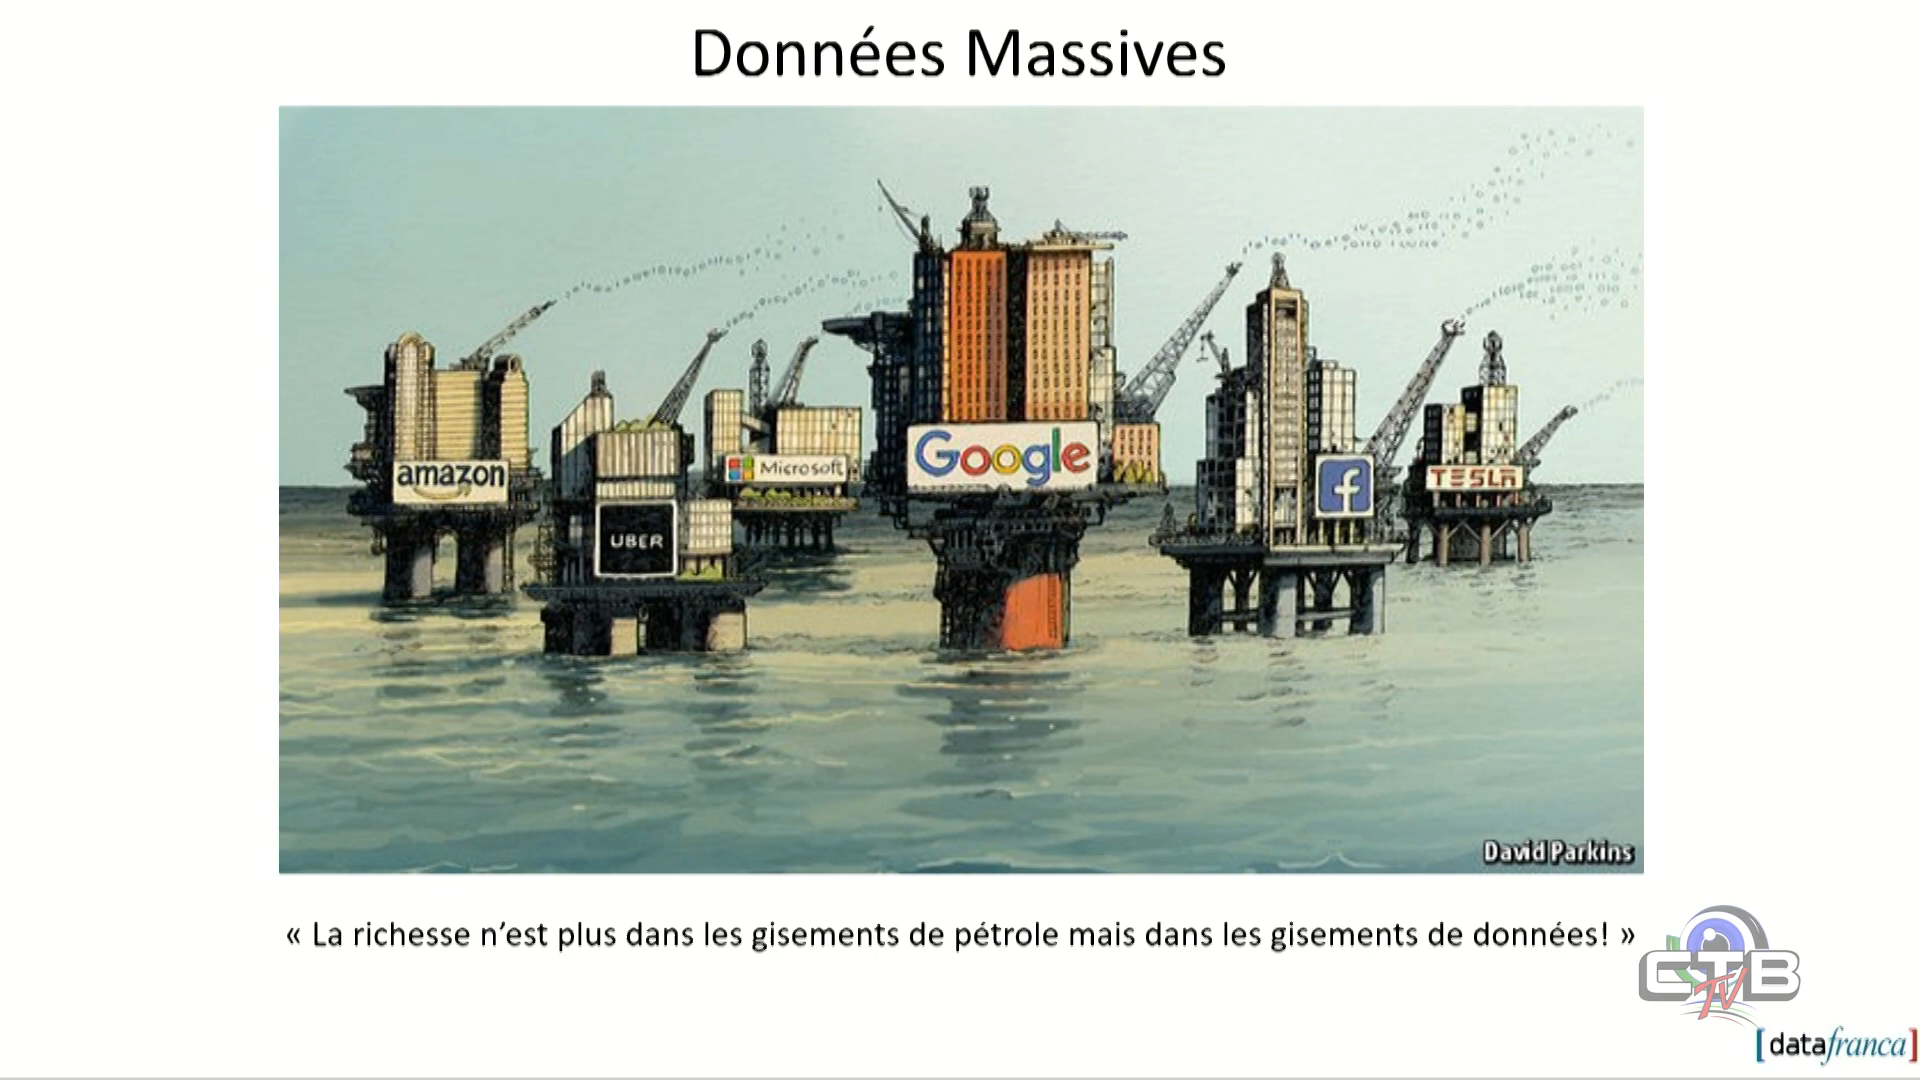 Données Massives
amazon
UBER
Microsoft
Google
f
TESLA
David Parkins
« La richesse n’est plus dans les gisements de pétrole mais dans les gisements de données! »
CTB
TV
[datafranca]